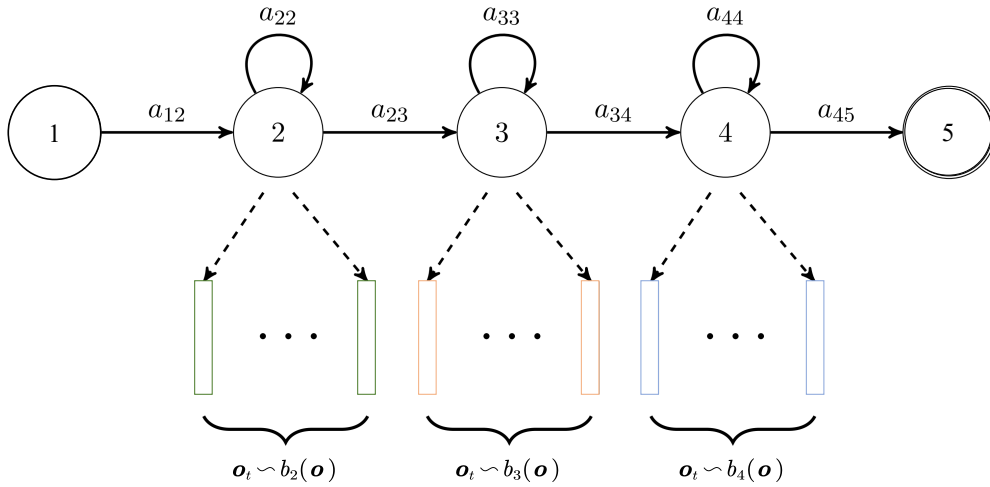 a₂₂ a₃₃ a₄₄
1 a₁₂ 2 a₂₃ 3 a₃₄ 4 a₄₅ 5
. . . . . . . . .
𝒐ₜ ∽ b₂(𝒐) 𝒐ₜ ∽ b₃(𝒐) 𝒐ₜ ∽ b₄(𝒐)